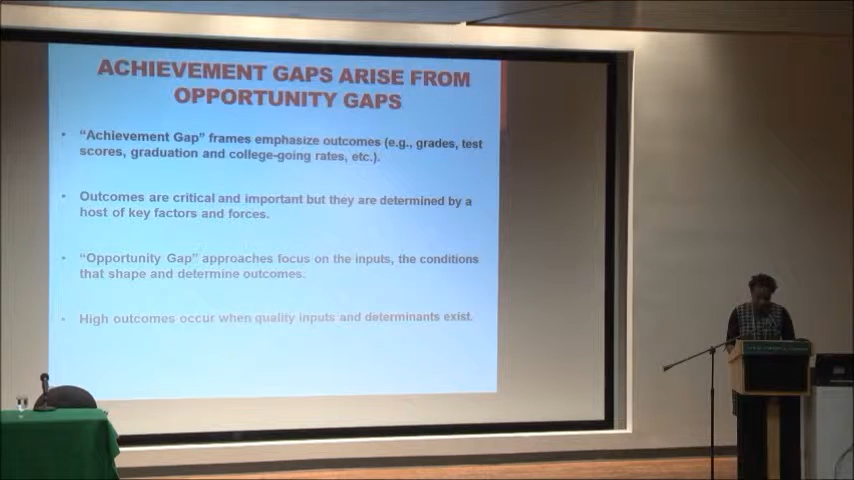 ACHIEVEMENT GAPS ARISE FROM
OPPORTUNITY GAPS
• “Achievement Gap” frames emphasize outcomes (e.g., grades, test
scores, graduation and college-going rates, etc.).
• Outcomes are critical and important but they are determined by a
host of key factors and forces.
• “Opportunity Gap” approaches focus on the inputs, the conditions
that shape and determine outcomes.
• High outcomes occur when quality inputs and determinants exist.